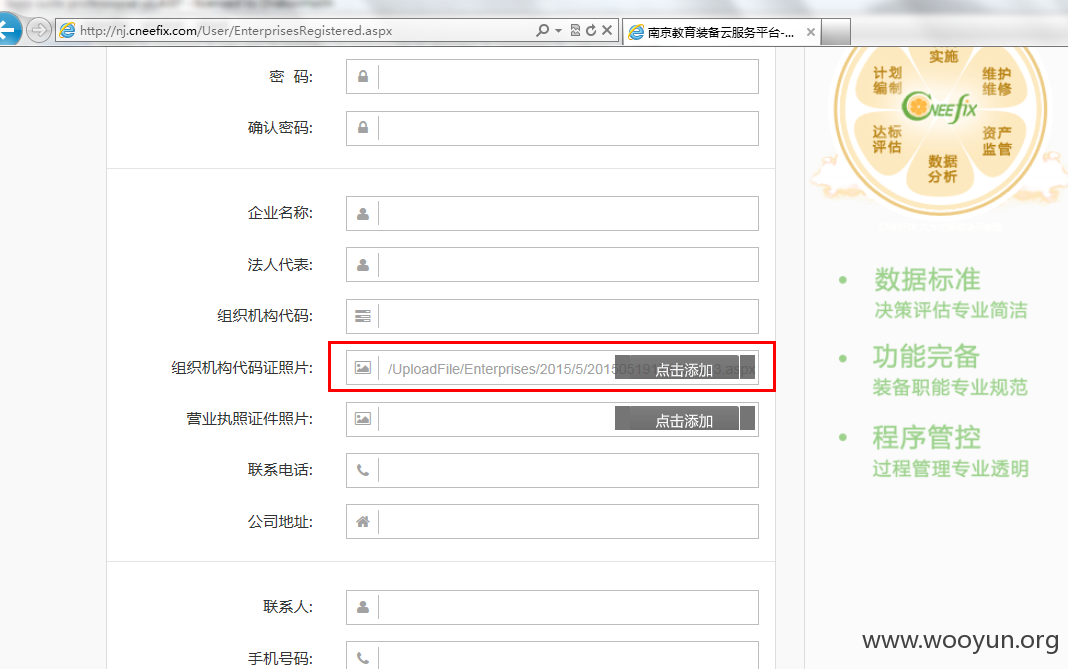 http://nj.cneefix.com/User/EnterprisesRegistered.aspx
南京教育装备云服务平台-...
密 码:
确认密码:
企业名称:
法人代表:
组织机构代码:
组织机构代码证照片:
/UploadFile/Enterprises/2015/5/20150519
点击添加
3.aspx
营业执照证件照片:
点击添加
联系电话:
公司地址:
联系人:
手机号码:
实施
计划编制
维护维修
CNEEFIX
达标评估
资产监管
数据分析
• 数据标准
决策评估专业简洁
• 功能完备
装备职能专业规范
• 程序管控
过程管理专业透明
www.wooyun.org